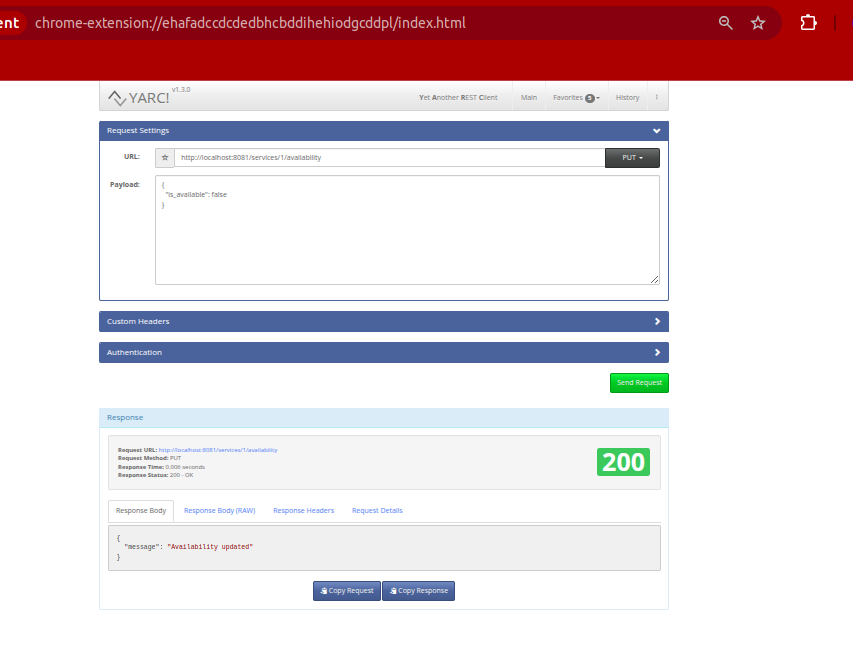 ent chrome-extension://ehafadccdcdedbhcbddihehiodgcddpl/index.html
YARC! v1.3.0 Yet Another REST Client Main Favorites 5 History
Request Settings
URL: http://localhost:8081/services/1/availability PUT
Payload:
{
"is_available": false
}
Custom Headers
Authentication
Send Request
Response
Request URL: http://localhost:8081/services/1/availability
Request Method: PUT
Response Time: 0.006 seconds
Response Status: 200 - OK
200
Response Body Response Body (RAW) Response Headers Request Details
{
"message": "Availability updated"
}
Copy Request Copy Response